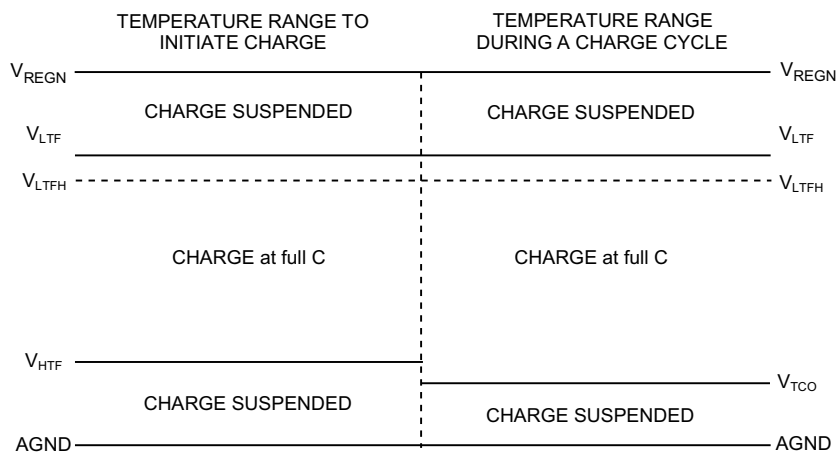 TEMPERATURE RANGE TO
INITIATE CHARGE
TEMPERATURE RANGE
DURING A CHARGE CYCLE
VREGN
VREGN
CHARGE SUSPENDED
CHARGE SUSPENDED
VLTF
VLTF
VLTFH
VLTFH
CHARGE at full C
CHARGE at full C
VHTF
VTCO
CHARGE SUSPENDED
CHARGE SUSPENDED
AGND
AGND